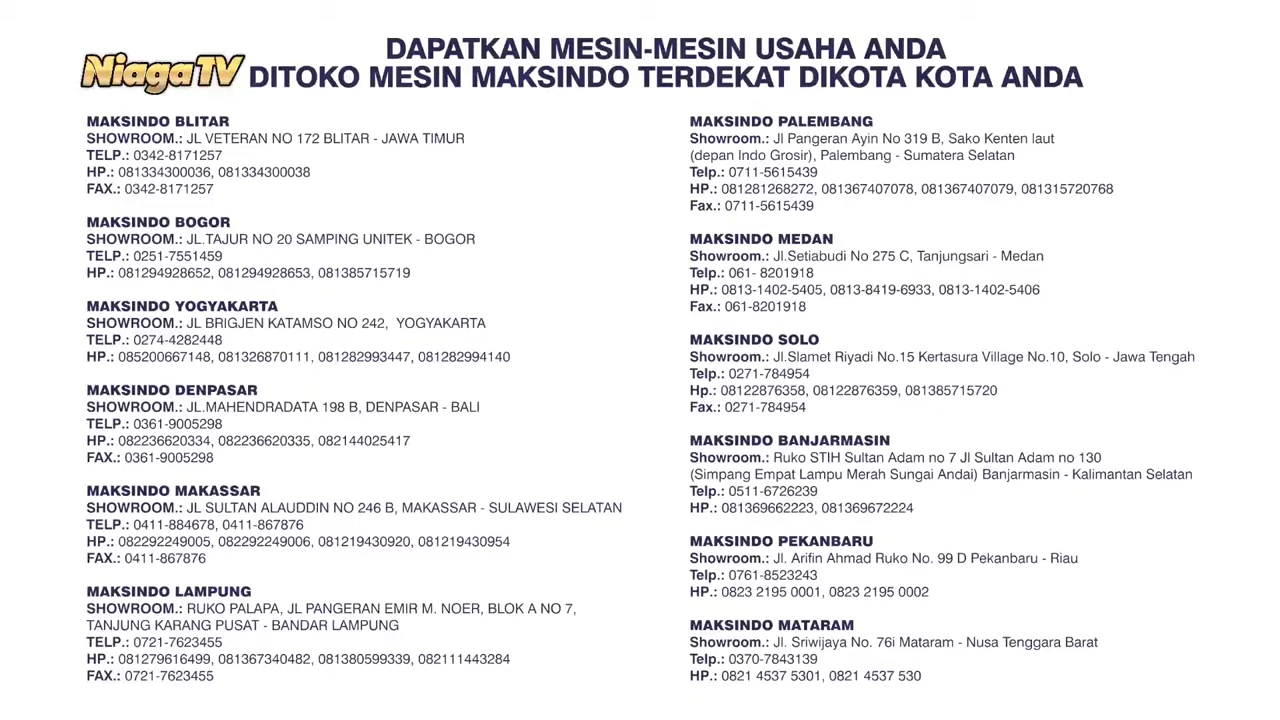 NiagaTV
DAPATKAN MESIN-MESIN USAHA ANDA
DITOKO MESIN MAKSINDO TERDEKAT DIKOTA KOTA ANDA
MAKSINDO BLITAR
SHOWROOM.: JL VETERAN NO 172 BLITAR - JAWA TIMUR
TELP.: 0342-8171257
HP.: 081334300036, 081334300038
FAX.: 0342-8171257
MAKSINDO BOGOR
SHOWROOM.: JL.TAJUR NO 20 SAMPING UNITEK - BOGOR
TELP.: 0251-7551459
HP.: 081294928652, 081294928653, 081385715719
MAKSINDO YOGYAKARTA
SHOWROOM.: JL BRIGJEN KATAMSO NO 242, YOGYAKARTA
TELP.: 0274-4282448
HP.: 085200667148, 081326870111, 081282993447, 081282994140
MAKSINDO DENPASAR
SHOWROOM.: JL.MAHENDRADATA 198 B, DENPASAR - BALI
TELP.: 0361-9005298
HP.: 082236620334, 082236620335, 082144025417
FAX.: 0361-9005298
MAKSINDO MAKASSAR
SHOWROOM.: JL SULTAN ALAUDDIN NO 246 B, MAKASSAR - SULAWESI SELATAN
TELP.: 0411-884678, 0411-867876
HP.: 082292249005, 082292249006, 081219430920, 081219430954
FAX.: 0411-867876
MAKSINDO LAMPUNG
SHOWROOM.: RUKO PALAPA, JL PANGERAN EMIR M. NOER, BLOK A NO 7,
TANJUNG KARANG PUSAT - BANDAR LAMPUNG
TELP.: 0721-7623455
HP.: 081279616499, 081367340482, 081380599339, 082111443284
FAX.: 0721-7623455
MAKSINDO PALEMBANG
Showroom.: Jl Pangeran Ayin No 319 B, Sako Kenten laut
(depan Indo Grosir), Palembang - Sumatera Selatan
Telp.: 0711-5615439
HP.: 081281268272, 081367407078, 081367407079, 081315720768
Fax.: 0711-5615439
MAKSINDO MEDAN
Showroom.: Jl.Setiabudi No 275 C, Tanjungsari - Medan
Telp.: 061- 8201918
HP.: 0813-1402-5405, 0813-8419-6933, 0813-1402-5406
Fax.: 061-8201918
MAKSINDO SOLO
Showroom.: Jl.Slamet Riyadi No.15 Kertasura Village No.10, Solo - Jawa Tengah
Telp.: 0271-784954
Hp.: 08122876358, 08122876359, 081385715720
Fax.: 0271-784954
MAKSINDO BANJARMASIN
Showroom.: Ruko STIH Sultan Adam no 7 Jl Sultan Adam no 130
(Simpang Empat Lampu Merah Sungai Andai) Banjarmasin - Kalimantan Selatan
Telp.: 0511-6726239
HP.: 081369662223, 081369672224
MAKSINDO PEKANBARU
Showroom.: Jl. Arifin Ahmad Ruko No. 99 D Pekanbaru - Riau
Telp.: 0761-8523243
HP.: 0823 2195 0001, 0823 2195 0002
MAKSINDO MATARAM
Showroom.: Jl. Sriwijaya No. 76i Mataram - Nusa Tenggara Barat
Telp.: 0370-7843139
HP.: 0821 4537 5301, 0821 4537 530